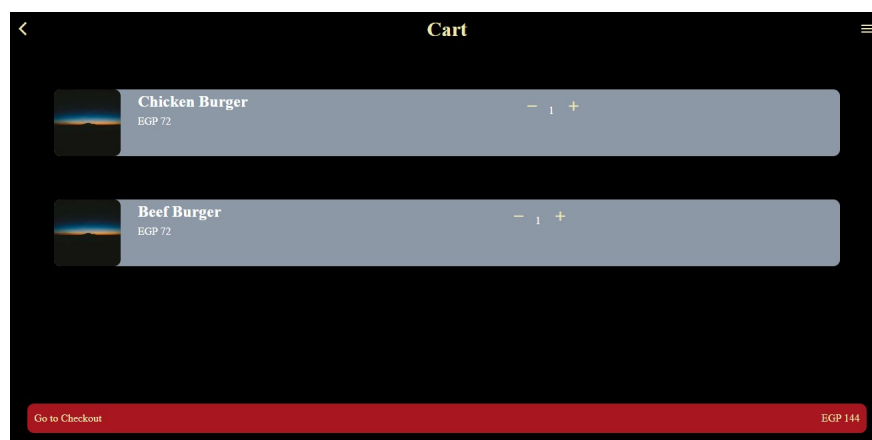 Cart
Chicken Burger
EGP 72
− 1 +
Beef Burger
EGP 72
− 1 +
Go to Checkout EGP 144